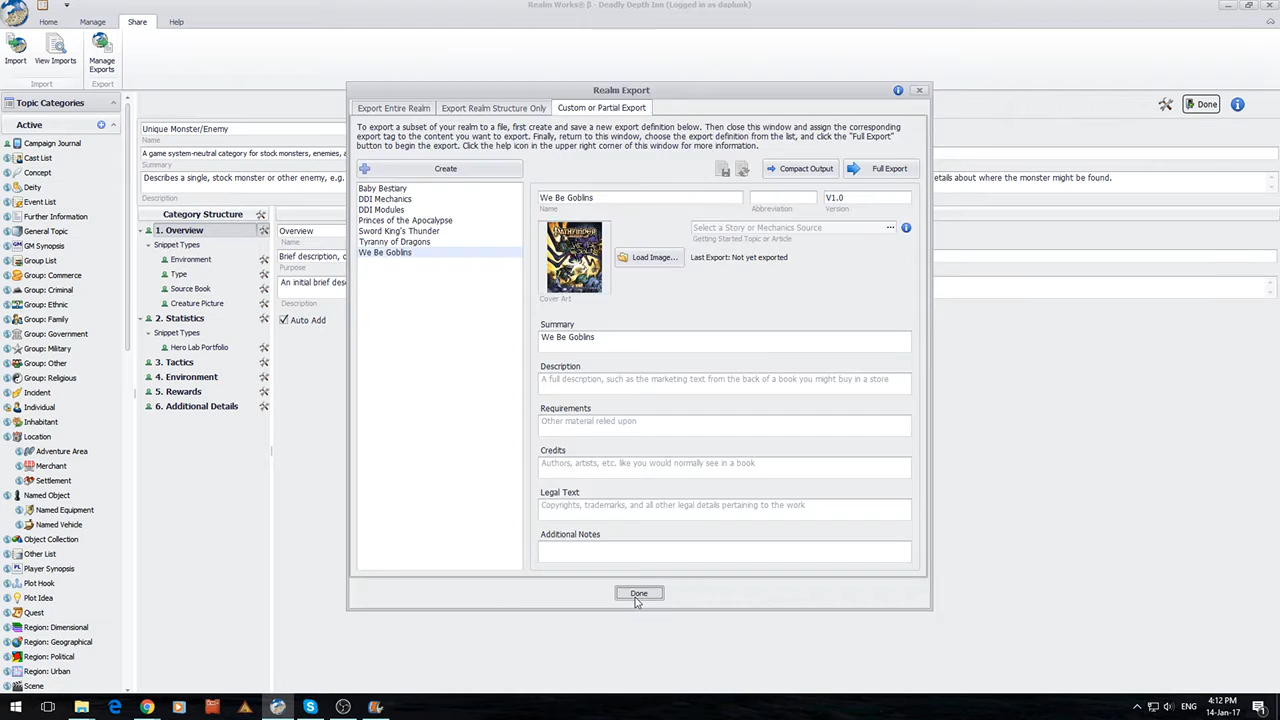 Realm Works® β - Deadly Depth Inn (Logged in as daplunk)
Home Manage Share Help
Import View Imports Manage Exports
Import Export
Topic Categories
Active
Campaign Journal
Cast List
Concept
Deity
Event List
Further Information
General Topic
GM Synopsis
Group List
Group: Commerce
Group: Criminal
Group: Ethnic
Group: Family
Group: Government
Group: Military
Group: Other
Group: Religious
Incident
Individual
Inhabitant
Location
Adventure Area
Merchant
Settlement
Named Object
Named Equipment
Named Vehicle
Object Collection
Other List
Player Synopsis
Plot Hook
Plot Idea
Quest
Region: Dimensional
Region: Geographical
Region: Political
Region: Urban
Scene
Unique Monster/Enemy
Name
A game system-neutral category for stock monsters, enemies, a
Summary
Describes a single, stock monster or other enemy, e.g.
etails about where the monster might be found.
Description
Done
Category Structure
1. Overview
Snippet Types
Environment
Type
Source Book
Creature Picture
2. Statistics
Snippet Types
Hero Lab Portfolio
3. Tactics
4. Environment
5. Rewards
6. Additional Details
Overview
Name
Brief description, c
Purpose
An initial brief des
Description
Auto Add
Realm Export
Export Entire Realm Export Realm Structure Only Custom or Partial Export
To export a subset of your realm to a file, first create and save a new export definition below. Then close this window and assign the corresponding
export tag to the content you want to export. Finally, return to this window, choose the export definition from the list, and click the "Full Export"
button to begin the export. Click the help icon in the upper right corner of this window for more information.
Create
Compact Output Full Export
Baby Bestiary
DDI Mechanics
DDI Modules
Princes of the Apocalypse
Sword King's Thunder
Tyranny of Dragons
We Be Goblins
We Be Goblins V1.0
Name Abbreviation Version
PATHFINDER
Cover Art
Load Image...
Select a Story or Mechanics Source ...
Getting Started Topic or Article
Last Export: Not yet exported
Summary
We Be Goblins
Description
A full description, such as the marketing text from the back of a book you might buy in a store
Requirements
Other material relied upon
Credits
Authors, artists, etc. like you would normally see in a book
Legal Text
Copyrights, trademarks, and all other legal details pertaining to the work
Additional Notes
Done
ENG
4:12 PM
14-Jan-17